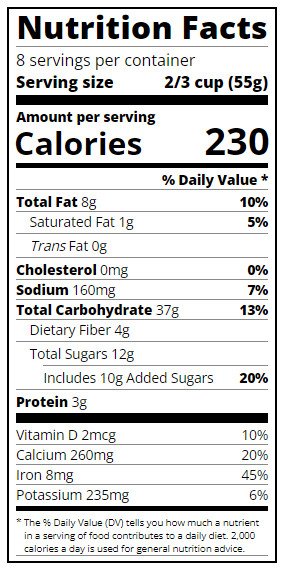 Nutrition Facts
8 servings per container
Serving size 2/3 cup (55g)
Amount per serving
Calories 230
% Daily Value *
Total Fat 8g 10%
Saturated Fat 1g 5%
Trans Fat 0g
Cholesterol 0mg 0%
Sodium 160mg 7%
Total Carbohydrate 37g 13%
Dietary Fiber 4g
Total Sugars 12g
Includes 10g Added Sugars 20%
Protein 3g
Vitamin D 2mcg 10%
Calcium 260mg 20%
Iron 8mg 45%
Potassium 235mg 6%
* The % Daily Value (DV) tells you how much a nutrient
in a serving of food contributes to a daily diet. 2,000
calories a day is used for general nutrition advice.